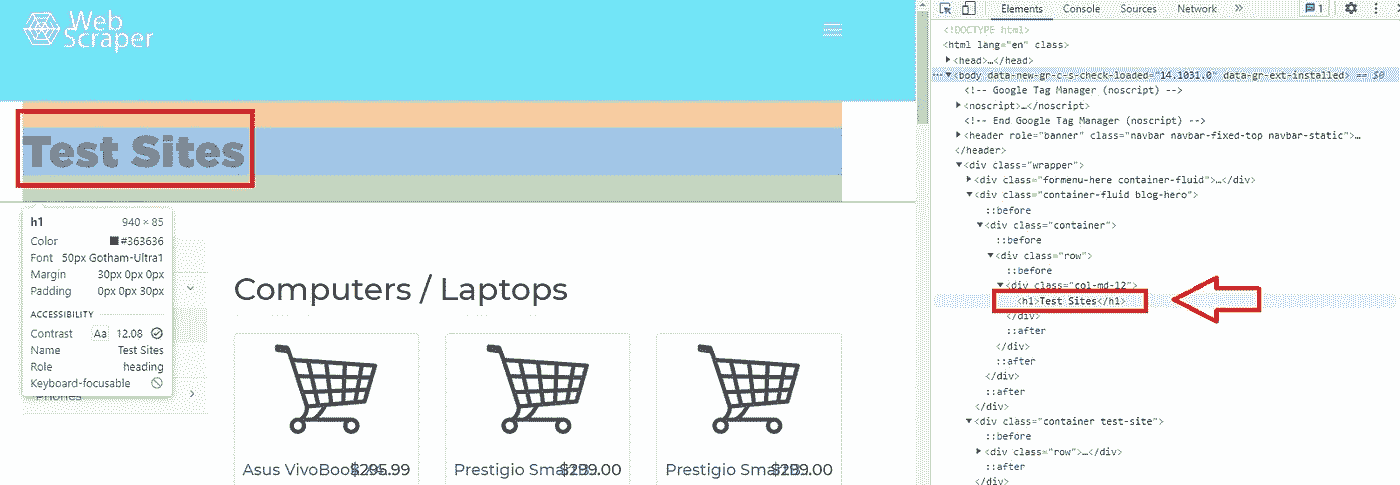 Web
Scraper
Test Sites
h1 940 × 85
Color #363636
Font 50px Gotham-Ultra1
Margin 30px 0px 0px
Padding 0px 0px 30px
ACCESSIBILITY
Contrast Aa 12.08
Name Test Sites
Role heading
Keyboard-focusable
Phones
Computers / Laptops
Asus VivoBook $295.99
Prestigio SmartB... $299.00
Prestigio SmartB... $299.00
Elements Console Sources Network » 1
<!DOCTYPE html>
<html lang="en" class>
<head>…</head>
<body data-new-gr-c-s-check-loaded="14.1031.0" data-gr-ext-installed> == $0
<!-- Google Tag Manager (noscript) -->
<noscript>…</noscript>
<!-- End Google Tag Manager (noscript) -->
<header role="banner" class="navbar navbar-fixed-top navbar-static">…
</header>
<div class="wrapper">
<div class="formenu-here container-fluid">…</div>
<div class="container-fluid blog-hero">
::before
<div class="container">
::before
<div class="row">
::before
<div class="col-md-12">
<h1>Test Sites</h1>
</div>
::after
</div>
::after
</div>
::after
</div>
<div class="container test-site">
::before
<div class="row">…</div>
::after
</div>